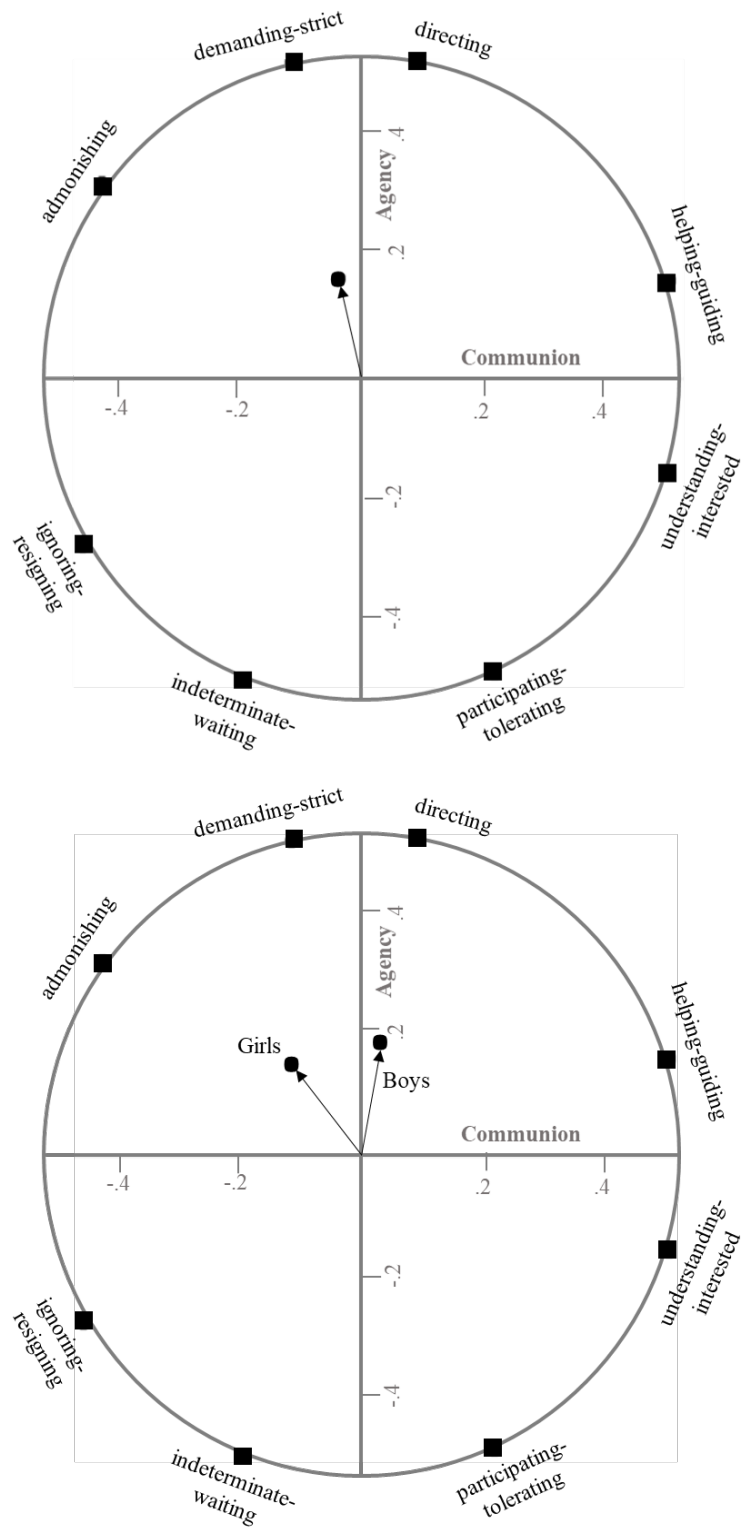 demanding-strict
directing
admonishing
.4
Agency
.2
helping-guiding
Communion
-.4
-.2
.2
.4
understanding-
interested
-.2
ignoring-
resigning
-.4
indeterminate-
waiting
participating-
tolerating
demanding-strict
directing
admonishing
.4
Agency
.2
helping-guiding
Girls
Boys
Communion
-.4
-.2
.2
.4
understanding-
interested
-.2
ignoring-
resigning
-.4
indeterminate-
waiting
participating-
tolerating